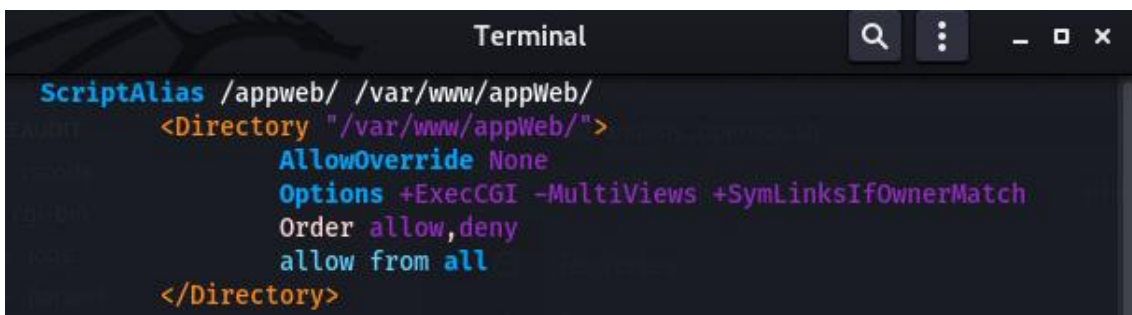 Terminal
ScriptAlias /appweb/ /var/www/appWeb/
<Directory "/var/www/appWeb/">
AllowOverride None
Options +ExecCGI -MultiViews +SymLinksIfOwnerMatch
Order allow,deny
allow from all
</Directory>